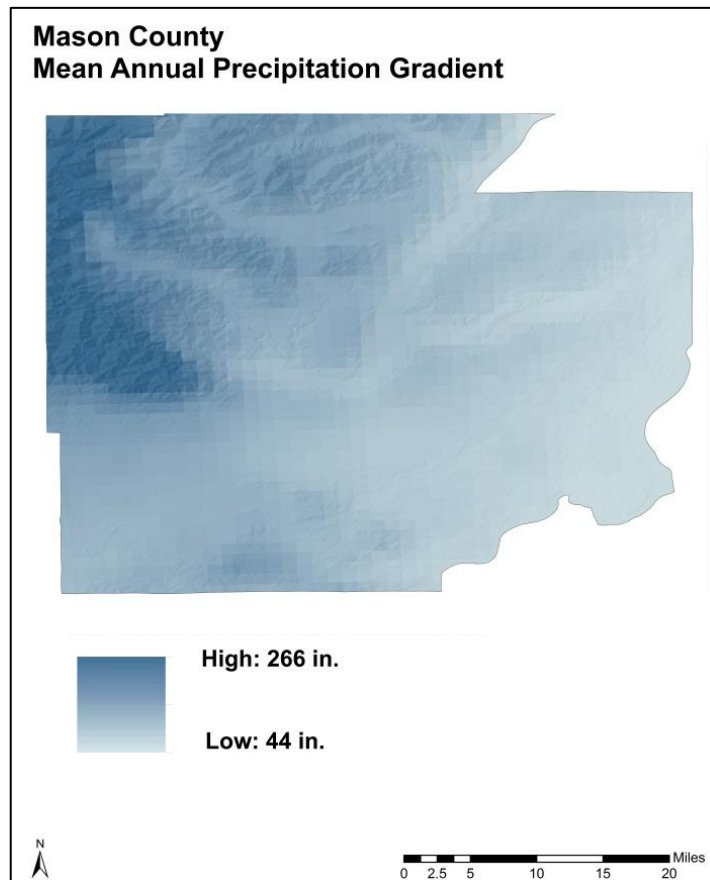 Mason County
Mean Annual Precipitation Gradient
High: 266 in.
Low: 44 in.
N
Miles
0 2.5 5 10 15 20